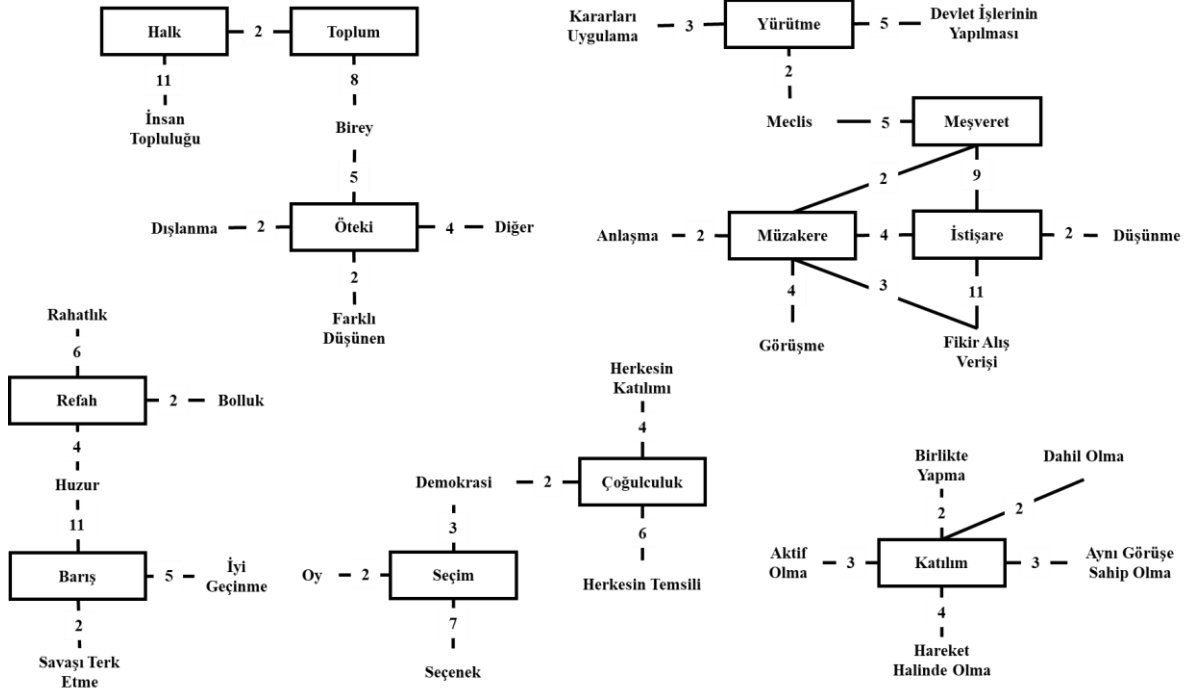 Halk
2
Toplum
11
8
İnsan
Topluluğu
Birey
5
Dışlanma
2
Öteki
4
Diğer
2
Farklı
Düşünen
Kararları
Uygulama
3
Yürütme
5
Devlet İşlerinin
Yapılması
2
Meclis
5
Meşveret
2
9
Anlaşma
2
Müzakere
4
İstişare
2
Düşünme
4
3
11
Görüşme
Fikir Alış
Verişi
Rahatlık
6
Refah
2
Bolluk
4
Huzur
11
Barış
5
İyi
Geçinme
2
Savaşı Terk
Etme
Herkesin
Katılımı
4
Demokrasi
2
Çoğulculuk
3
6
Oy
2
Seçim
Herkesin Temsili
7
Seçenek
Birlikte
Yapma
Dahil Olma
2
2
Aktif
Olma
3
Katılım
3
Aynı Görüşe
Sahip Olma
4
Hareket
Halinde Olma